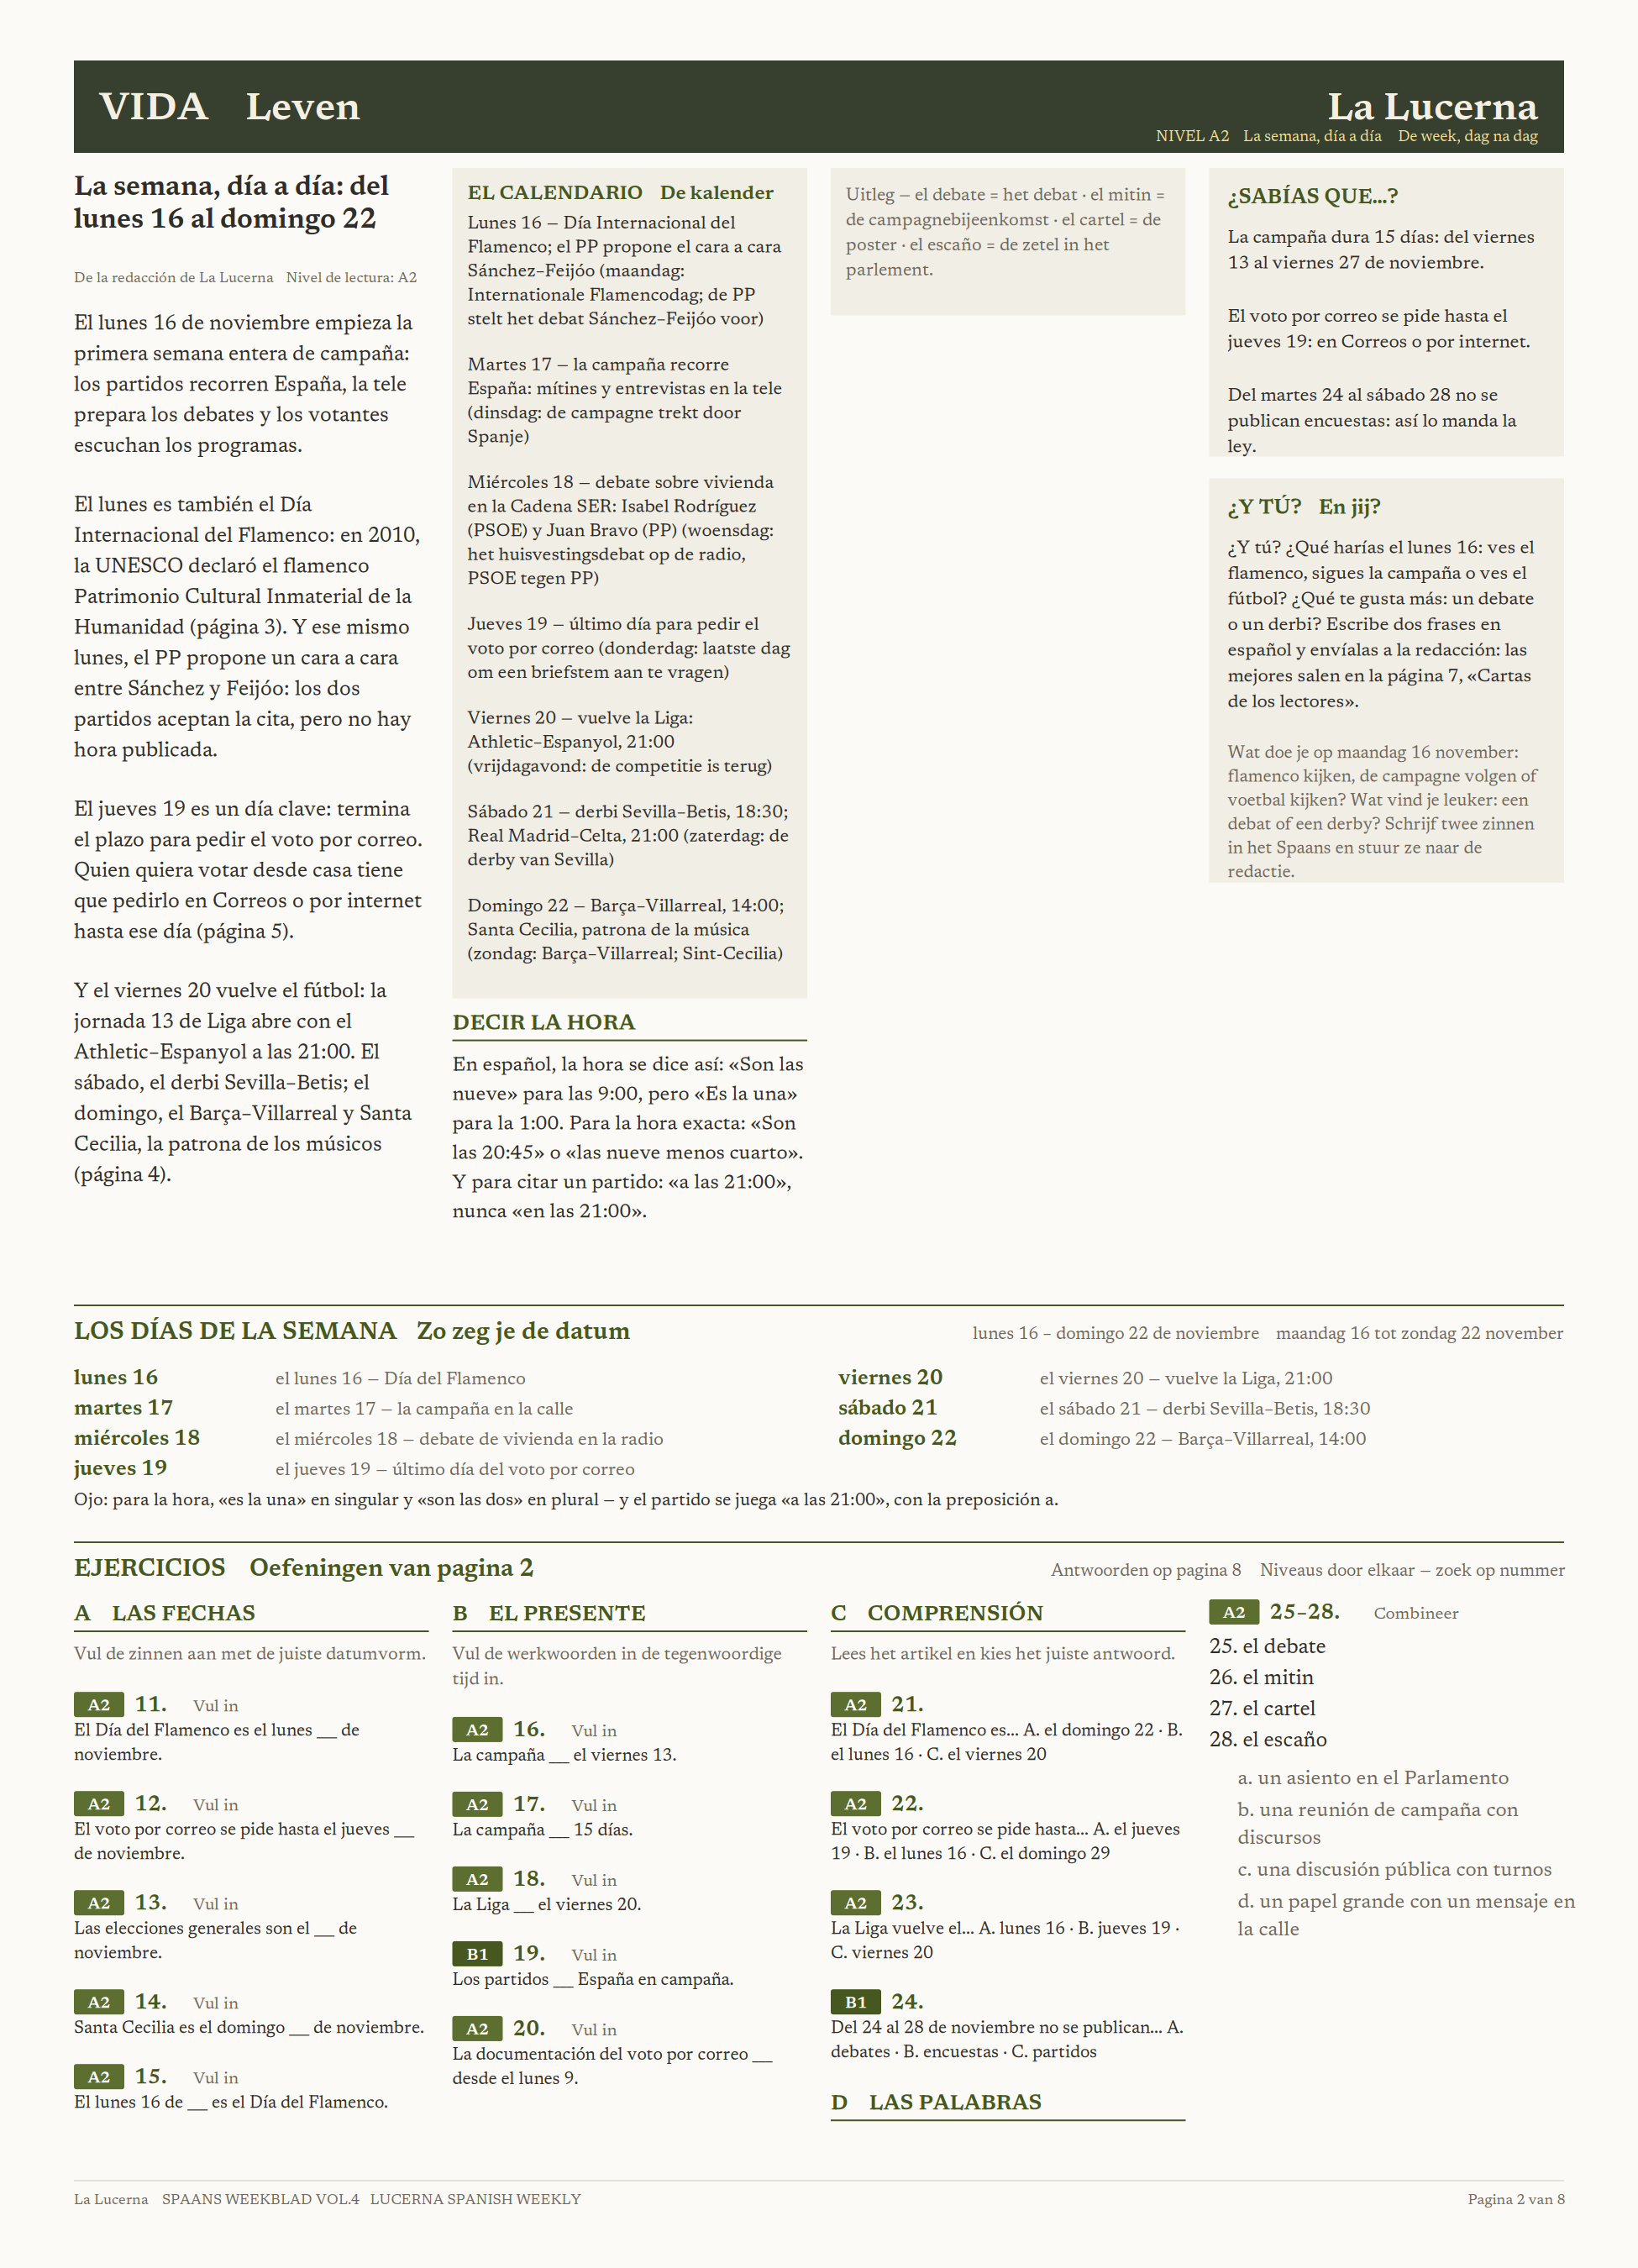 VIDA Leven
La Lucerna
NIVEL A2 La semana, día a día De week, dag na dag
La semana, día a día: del
lunes 16 al domingo 22
De la redacción de La Lucerna Nivel de lectura: A2
El lunes 16 de noviembre empieza la
primera semana entera de campaña:
los partidos recorren España, la tele
prepara los debates y los votantes
escuchan los programas.
El lunes es también el Día
Internacional del Flamenco: en 2010,
la UNESCO declaró el flamenco
Patrimonio Cultural Inmaterial de la
Humanidad (página 3). Y ese mismo
lunes, el PP propone un cara a cara
entre Sánchez y Feijóo: los dos
partidos aceptan la cita, pero no hay
hora publicada.
El jueves 19 es un día clave: termina
el plazo para pedir el voto por correo.
Quien quiera votar desde casa tiene
que pedirlo en Correos o por internet
hasta ese día (página 5).
Y el viernes 20 vuelve el fútbol: la
jornada 13 de Liga abre con el
Athletic–Espanyol a las 21:00. El
sábado, el derbi Sevilla–Betis; el
domingo, el Barça–Villarreal y Santa
Cecilia, la patrona de los músicos
(página 4).
EL CALENDARIO De kalender
Lunes 16 — Día Internacional del
Flamenco; el PP propone el cara a cara
Sánchez–Feijóo (maandag:
Internationale Flamencodag; de PP
stelt het debat Sánchez–Feijóo voor)
Martes 17 — la campaña recorre
España: mítines y entrevistas en la tele
(dinsdag: de campagne trekt door
Spanje)
Miércoles 18 — debate sobre vivienda
en la Cadena SER: Isabel Rodríguez
(PSOE) y Juan Bravo (PP) (woensdag:
het huisvestingsdebat op de radio,
PSOE tegen PP)
Jueves 19 — último día para pedir el
voto por correo (donderdag: laatste dag
om een briefstem aan te vragen)
Viernes 20 — vuelve la Liga:
Athletic–Espanyol, 21:00
(vrijdagavond: de competitie is terug)
Sábado 21 — derbi Sevilla–Betis, 18:30;
Real Madrid–Celta, 21:00 (zaterdag: de
derby van Sevilla)
Domingo 22 — Barça–Villarreal, 14:00;
Santa Cecilia, patrona de la música
(zondag: Barça–Villarreal; Sint-Cecilia)
DECIR LA HORA
En español, la hora se dice así: «Son las
nueve» para las 9:00, pero «Es la una»
para la 1:00. Para la hora exacta: «Son
las 20:45» o «las nueve menos cuarto».
Y para citar un partido: «a las 21:00»,
nunca «en las 21:00».
Uitleg — el debate = het debat · el mitin =
de campagnebijeenkomst · el cartel = de
poster · el escaño = de zetel in het
parlement.
¿SABÍAS QUE...?
La campaña dura 15 días: del viernes
13 al viernes 27 de noviembre.
El voto por correo se pide hasta el
jueves 19: en Correos o por internet.
Del martes 24 al sábado 28 no se
publican encuestas: así lo manda la
ley.
¿Y TÚ? En jij?
¿Y tú? ¿Qué harías el lunes 16: ves el
flamenco, sigues la campaña o ves el
fútbol? ¿Qué te gusta más: un debate
o un derbi? Escribe dos frases en
español y envíalas a la redacción: las
mejores salen en la página 7, «Cartas
de los lectores».
Wat doe je op maandag 16 november:
flamenco kijken, de campagne volgen of
voetbal kijken? Wat vind je leuker: een
debat of een derby? Schrijf twee zinnen
in het Spaans en stuur ze naar de
redactie.
LOS DÍAS DE LA SEMANA Zo zeg je de datum
lunes 16 – domingo 22 de noviembre maandag 16 tot zondag 22 november
lunes 16 el lunes 16 — Día del Flamenco
martes 17 el martes 17 — la campaña en la calle
miércoles 18 el miércoles 18 — debate de vivienda en la radio
jueves 19 el jueves 19 — último día del voto por correo
viernes 20 el viernes 20 — vuelve la Liga, 21:00
sábado 21 el sábado 21 — derbi Sevilla–Betis, 18:30
domingo 22 el domingo 22 — Barça–Villarreal, 14:00
Ojo: para la hora, «es la una» en singular y «son las dos» en plural — y el partido se juega «a las 21:00», con la preposición a.
EJERCICIOS Oefeningen van pagina 2
Antwoorden op pagina 8 Niveaus door elkaar — zoek op nummer
A LAS FECHAS
Vul de zinnen aan met de juiste datumvorm.
A2 11. Vul in
El Día del Flamenco es el lunes __ de
noviembre.
A2 12. Vul in
El voto por correo se pide hasta el jueves __
de noviembre.
A2 13. Vul in
Las elecciones generales son el __ de
noviembre.
A2 14. Vul in
Santa Cecilia es el domingo __ de noviembre.
A2 15. Vul in
El lunes 16 de __ es el Día del Flamenco.
B EL PRESENTE
Vul de werkwoorden in de tegenwoordige
tijd in.
A2 16. Vul in
La campaña __ el viernes 13.
A2 17. Vul in
La campaña __ 15 días.
A2 18. Vul in
La Liga __ el viernes 20.
B1 19. Vul in
Los partidos __ España en campaña.
A2 20. Vul in
La documentación del voto por correo __
desde el lunes 9.
C COMPRENSIÓN
Lees het artikel en kies het juiste antwoord.
A2 21.
El Día del Flamenco es... A. el domingo 22 · B.
el lunes 16 · C. el viernes 20
A2 22.
El voto por correo se pide hasta... A. el jueves
19 · B. el lunes 16 · C. el domingo 29
A2 23.
La Liga vuelve el... A. lunes 16 · B. jueves 19 ·
C. viernes 20
B1 24.
Del 24 al 28 de noviembre no se publican... A.
debates · B. encuestas · C. partidos
D LAS PALABRAS
A2 25–28. Combineer
25. el debate
26. el mitin
27. el cartel
28. el escaño
a. un asiento en el Parlamento
b. una reunión de campaña con
discursos
c. una discusión pública con turnos
d. un papel grande con un mensaje en
la calle
La Lucerna SPAANS WEEKBLAD VOL.4 LUCERNA SPANISH WEEKLY
Pagina 2 van 8